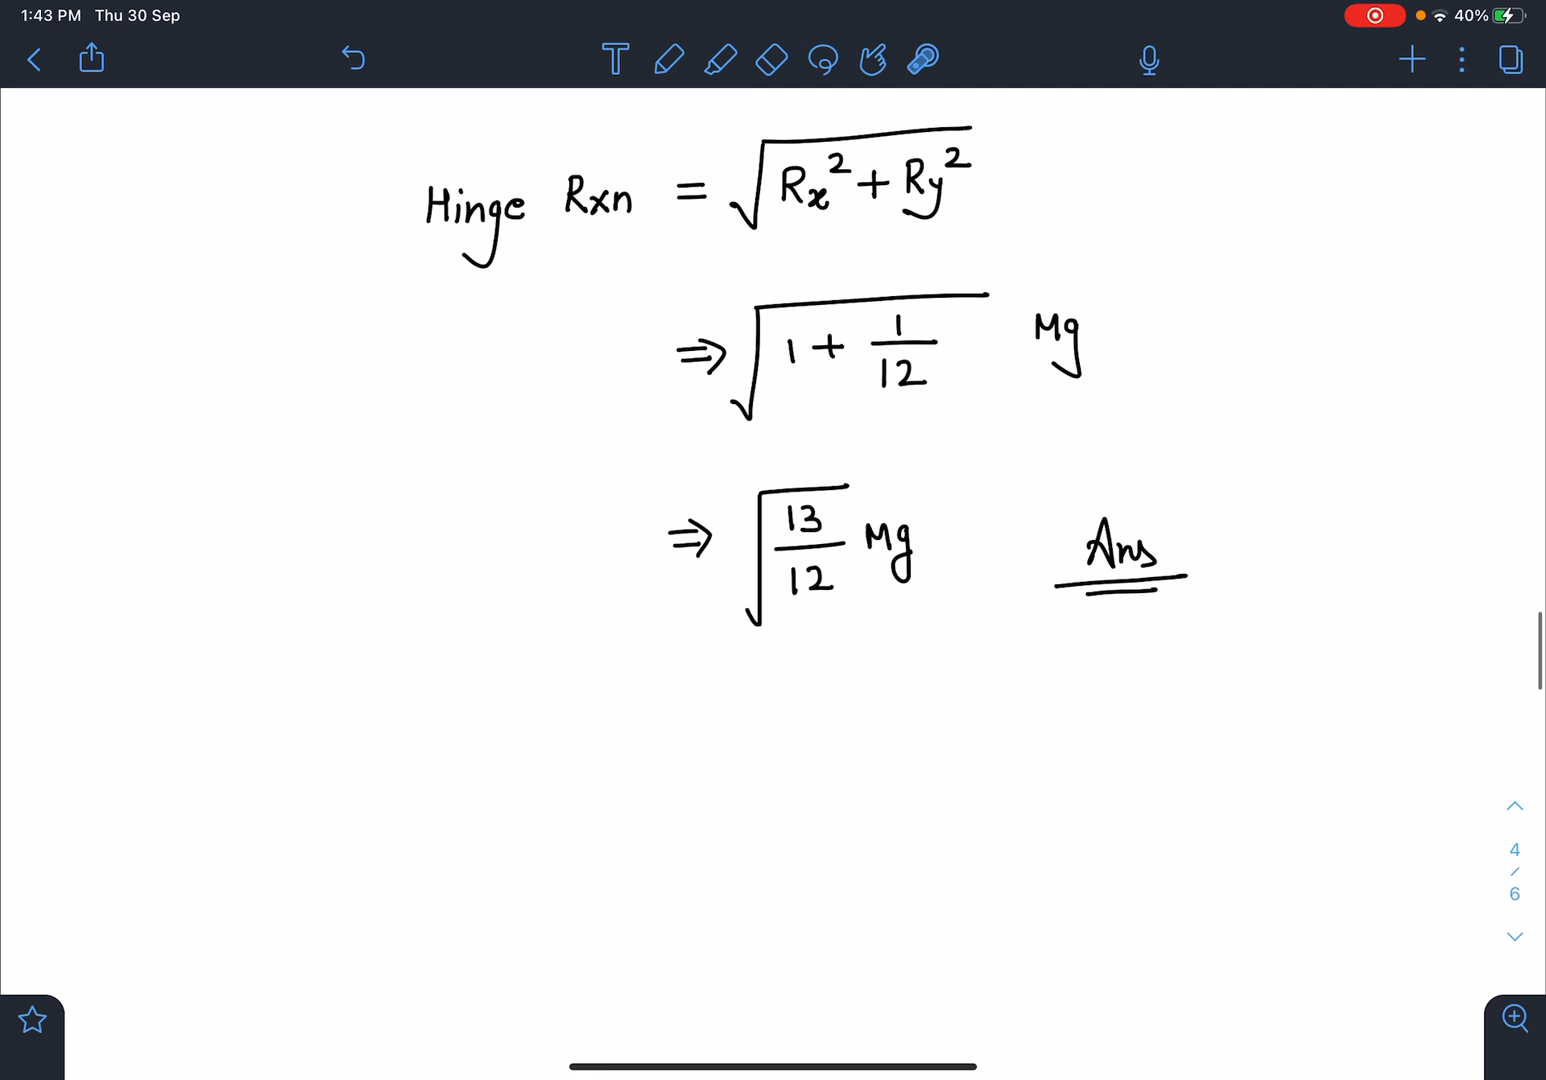 1:43 PM Thu 30 Sep 40%
T
Hinge Rxn = √(Rx² + Ry²)
⇒ √(1 + 1/12) Mg
⇒ √(13/12) Mg Ans
4
/
6